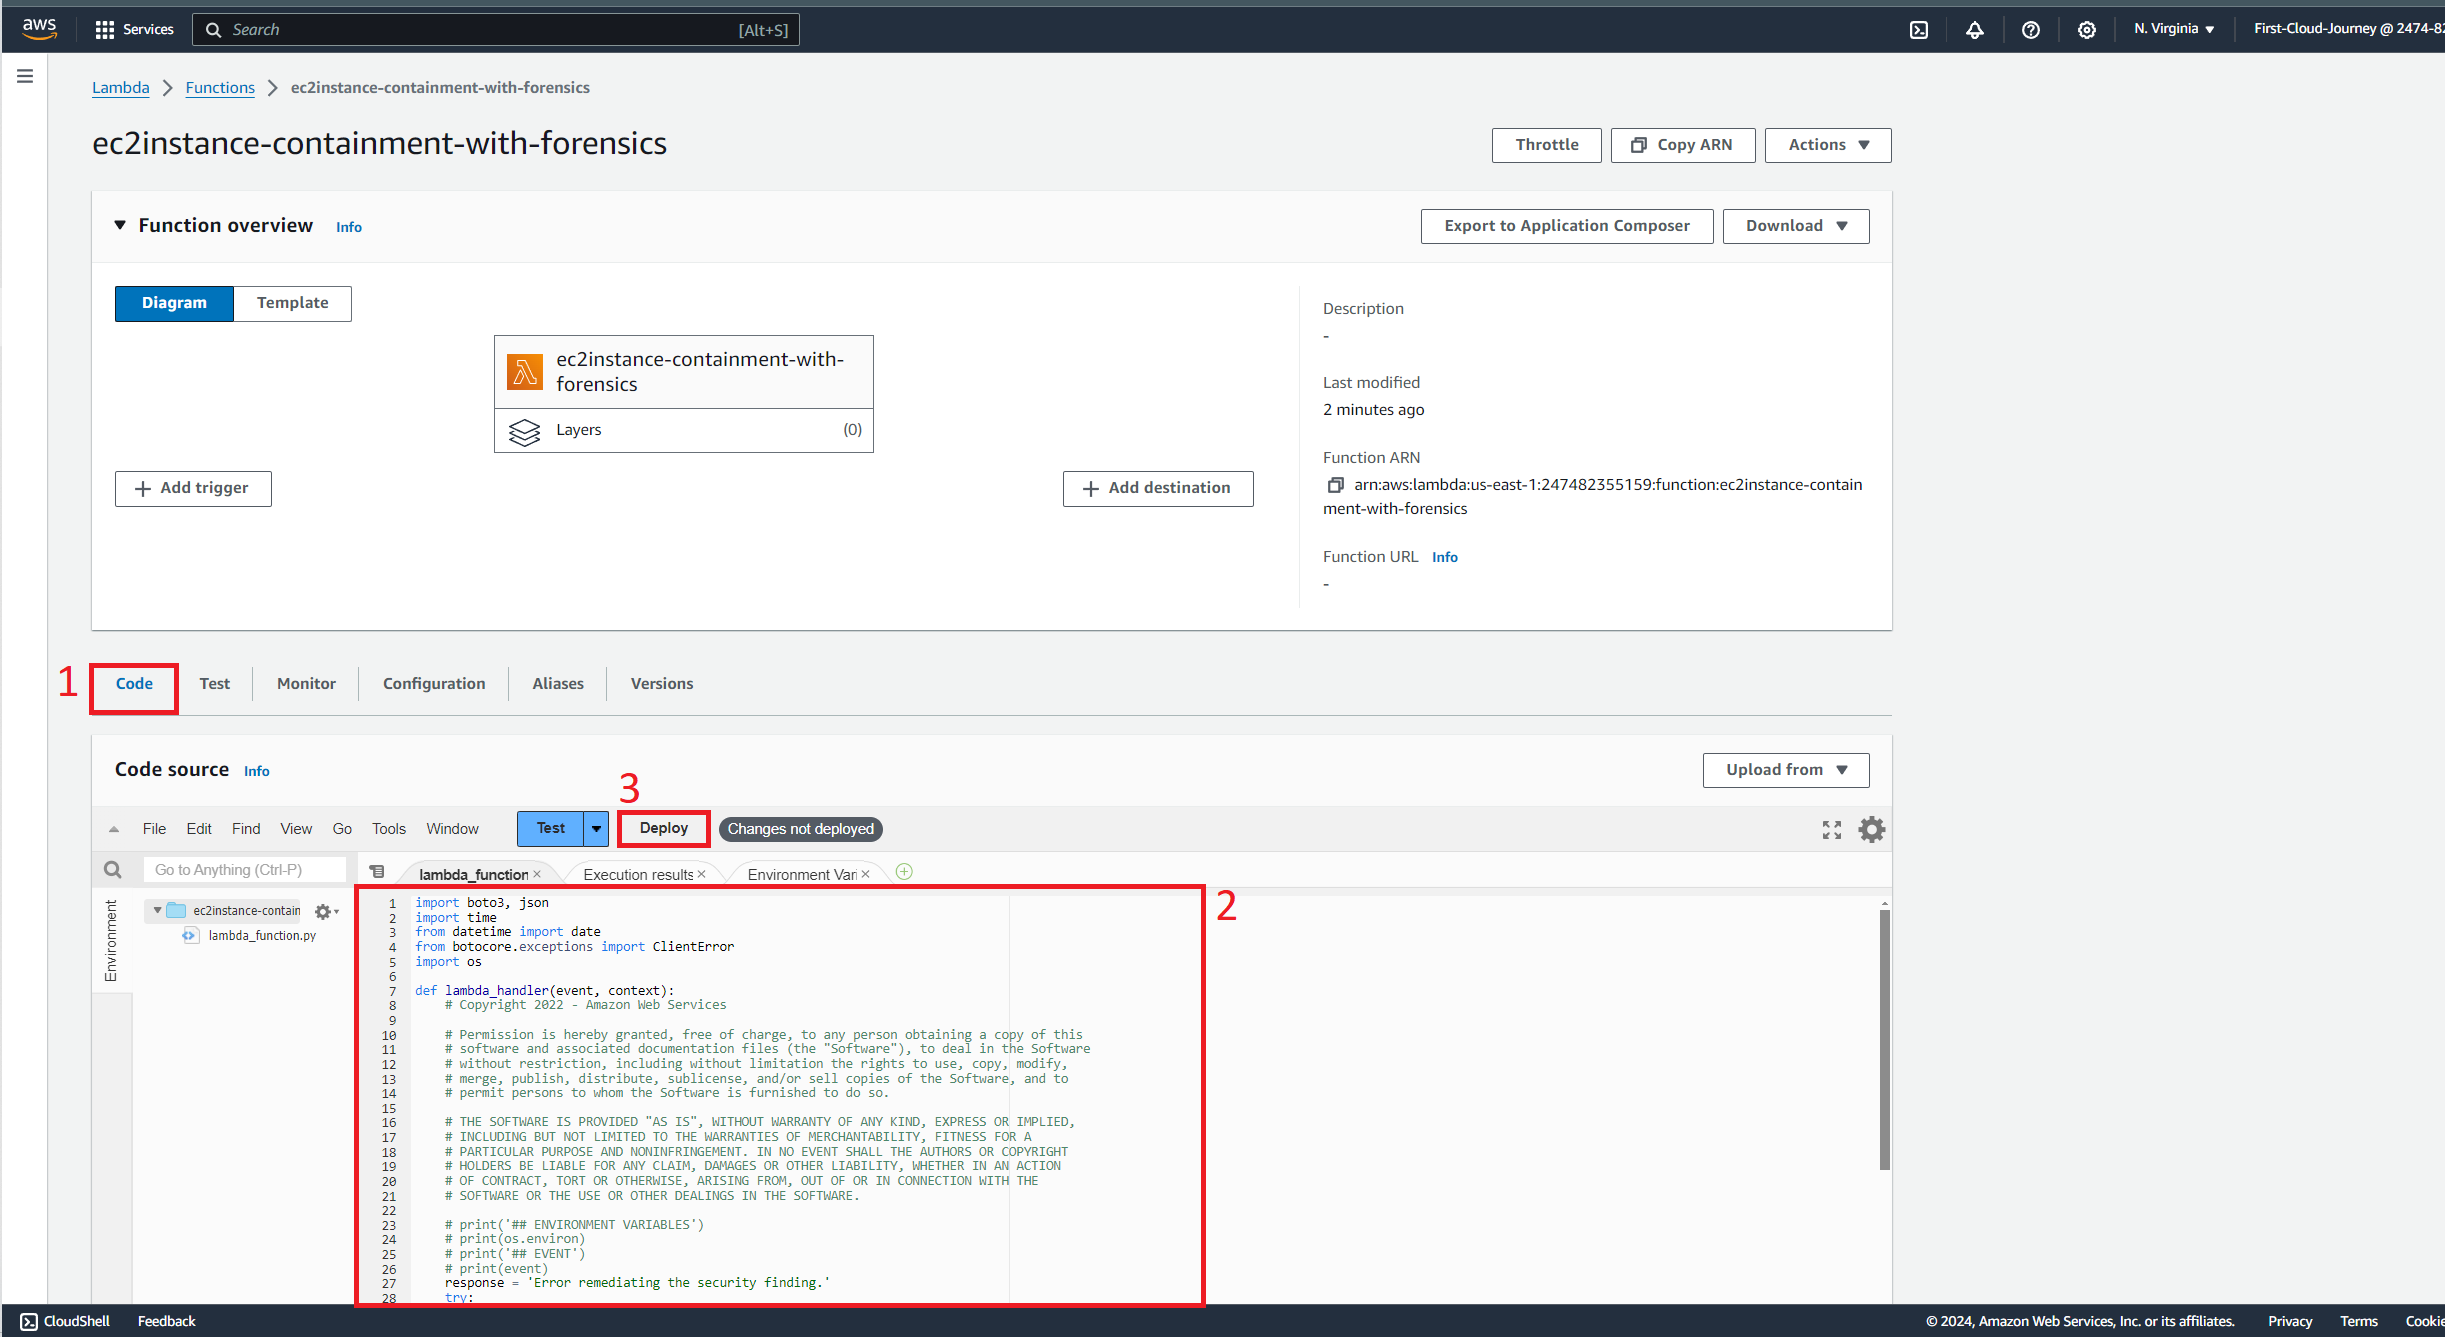 aws Services Search [Alt+S] N. Virginia First-Cloud-Journey @ 2474-82
Lambda Functions ec2instance-containment-with-forensics
ec2instance-containment-with-forensics
Throttle Copy ARN Actions
Function overview Info Export to Application Composer Download
Diagram Template
ec2instance-containment-with-
forensics
Layers (0)
+ Add trigger
+ Add destination
Description
-
Last modified
2 minutes ago
Function ARN
arn:aws:lambda:us-east-1:247482355159:function:ec2instance-contain
ment-with-forensics
Function URL Info
-
1 Code Test Monitor Configuration Aliases Versions
Code source Info Upload from
3
File Edit Find View Go Tools Window Test Deploy Changes not deployed
Go to Anything (Ctrl-P) lambda_function × Execution results × Environment Vari ×
2
Environment
ec2instance-contain
lambda_function.py
1 import boto3, json
2 import time
3 from datetime import date
4 from botocore.exceptions import ClientError
5 import os
6
7 def lambda_handler(event, context):
8 # Copyright 2022 - Amazon Web Services
9
10 # Permission is hereby granted, free of charge, to any person obtaining a copy of this
11 # software and associated documentation files (the "Software"), to deal in the Software
12 # without restriction, including without limitation the rights to use, copy, modify,
13 # merge, publish, distribute, sublicense, and/or sell copies of the Software, and to
14 # permit persons to whom the Software is furnished to do so.
15
16 # THE SOFTWARE IS PROVIDED "AS IS", WITHOUT WARRANTY OF ANY KIND, EXPRESS OR IMPLIED,
17 # INCLUDING BUT NOT LIMITED TO THE WARRANTIES OF MERCHANTABILITY, FITNESS FOR A
18 # PARTICULAR PURPOSE AND NONINFRINGEMENT. IN NO EVENT SHALL THE AUTHORS OR COPYRIGHT
19 # HOLDERS BE LIABLE FOR ANY CLAIM, DAMAGES OR OTHER LIABILITY, WHETHER IN AN ACTION
20 # OF CONTRACT, TORT OR OTHERWISE, ARISING FROM, OUT OF OR IN CONNECTION WITH THE
21 # SOFTWARE OR THE USE OR OTHER DEALINGS IN THE SOFTWARE.
22
23 # print('## ENVIRONMENT VARIABLES')
24 # print(os.environ)
25 # print('## EVENT')
26 # print(event)
27 response = 'Error remediating the security finding.'
28 try:
CloudShell Feedback © 2024, Amazon Web Services, Inc. or its affiliates. Privacy Terms Cookie